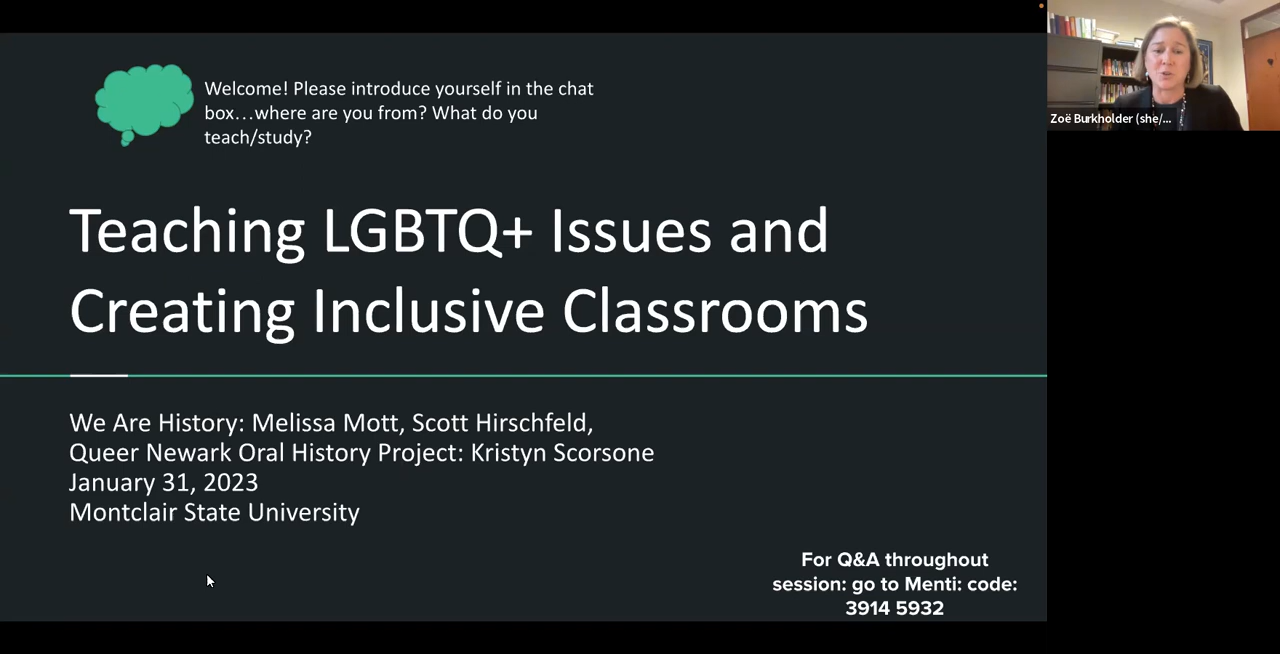 Welcome! Please introduce yourself in the chat
box...where are you from? What do you
teach/study?
Teaching LGBTQ+ Issues and
Creating Inclusive Classrooms
We Are History: Melissa Mott, Scott Hirschfeld,
Queer Newark Oral History Project: Kristyn Scorsone
January 31, 2023
Montclair State University
For Q&A throughout
session: go to Menti: code:
3914 5932
Zoë Burkholder (she/...